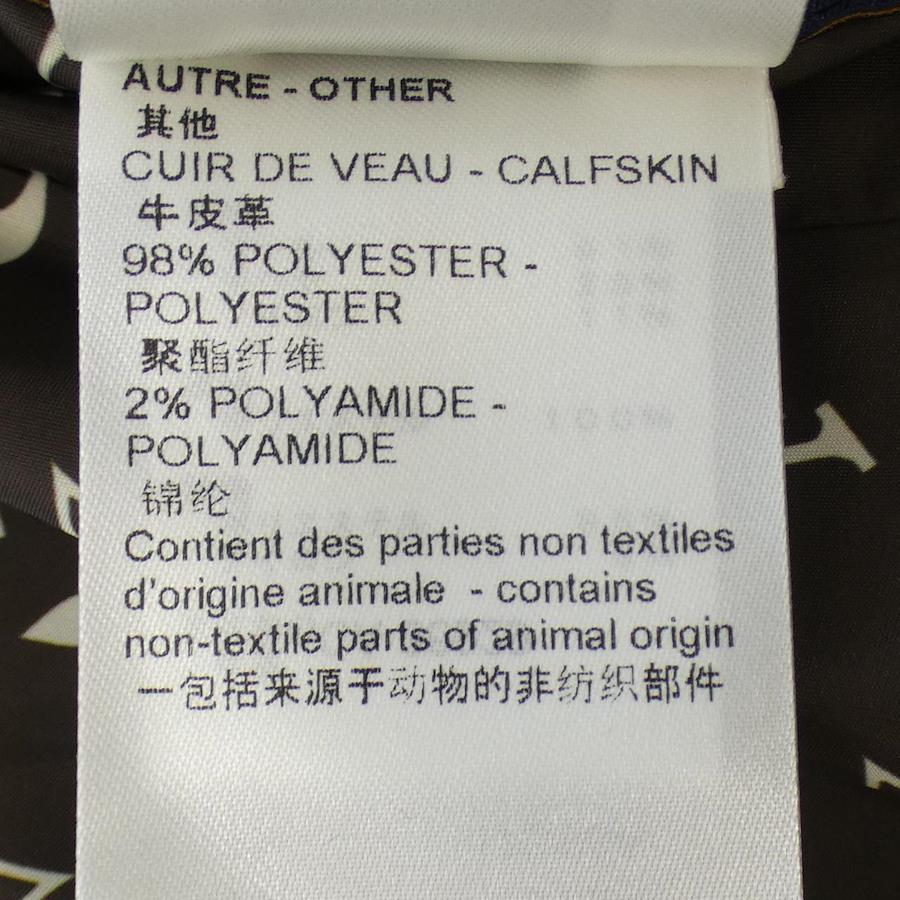 AUTRE - OTHER
其他
CUIR DE VEAU - CALFSKIN
牛皮革
98% POLYESTER -
POLYESTER
聚酯纤维
2% POLYAMIDE -
POLYAMIDE
锦纶
Contient des parties non textiles
d'origine animale - contains
non-textile parts of animal origin
一包括来源于动物的非纺织部件